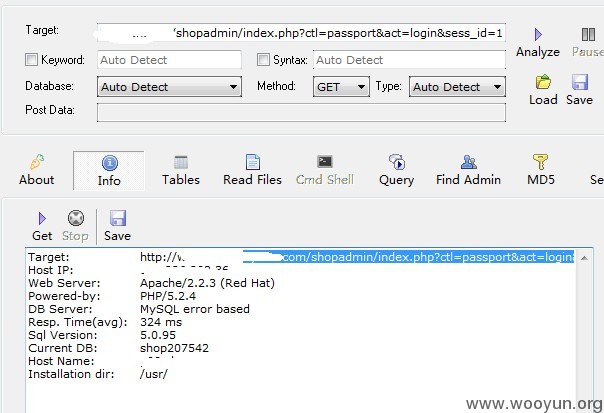 Target: /shopadmin/index.php?ctl=passport&act=login&sess_id=1
Analyze Pause
Keyword: Auto Detect Syntax: Auto Detect
Database: Auto Detect Method: GET Type: Auto Detect
Load Save
Post Data:
About Info Tables Read Files Cmd Shell Query Find Admin MD5 Se
Get Stop Save
Target: http://w com/shopadmin/index.php?ctl=passport&act=login&
Host IP:
Web Server: Apache/2.2.3 (Red Hat)
Powered-by: PHP/5.2.4
DB Server: MySQL error based
Resp. Time(avg): 324 ms
Sql Version: 5.0.95
Current DB: shop207542
Host Name:
Installation dir: /usr/
www.wooyun.org